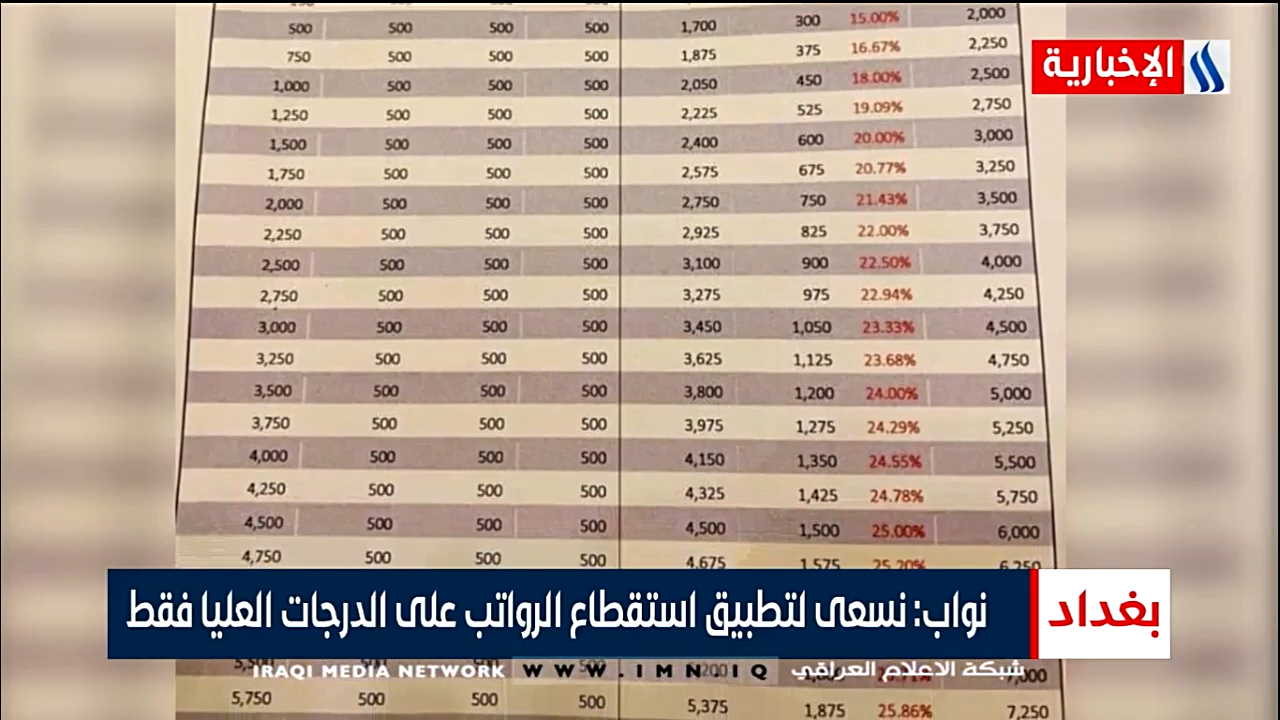 500 500 500 500 1,700 300 15.00% 2,000
750 500 500 500 1,875 375 16.67% 2,250
1,000 500 500 500 2,050 450 18.00% 2,500
1,250 500 500 500 2,225 525 19.09% 2,750
1,500 500 500 500 2,400 600 20.00% 3,000
1,750 500 500 500 2,575 675 20.77% 3,250
2,000 500 500 500 2,750 750 21.43% 3,500
2,250 500 500 500 2,925 825 22.00% 3,750
2,500 500 500 500 3,100 900 22.50% 4,000
2,750 500 500 500 3,275 975 22.94% 4,250
3,000 500 500 500 3,450 1,050 23.33% 4,500
3,250 500 500 500 3,625 1,125 23.68% 4,750
3,500 500 500 500 3,800 1,200 24.00% 5,000
3,750 500 500 500 3,975 1,275 24.29% 5,250
4,000 500 500 500 4,150 1,350 24.55% 5,500
4,250 500 500 500 4,325 1,425 24.78% 5,750
4,500 500 500 500 4,500 1,500 25.00% 6,000
4,750 500 500 500 4,675 1,575 25.20% 6,250
5,750 500 500 500 5,375 1,875 25.86% 7,250
الإخبارية
بغداد
نواب: نسعى لتطبيق استقطاع الرواتب على الدرجات العليا فقط
شبكة الاعلام العراقي WWW.IMN.IQ IRAQI MEDIA NETWORK